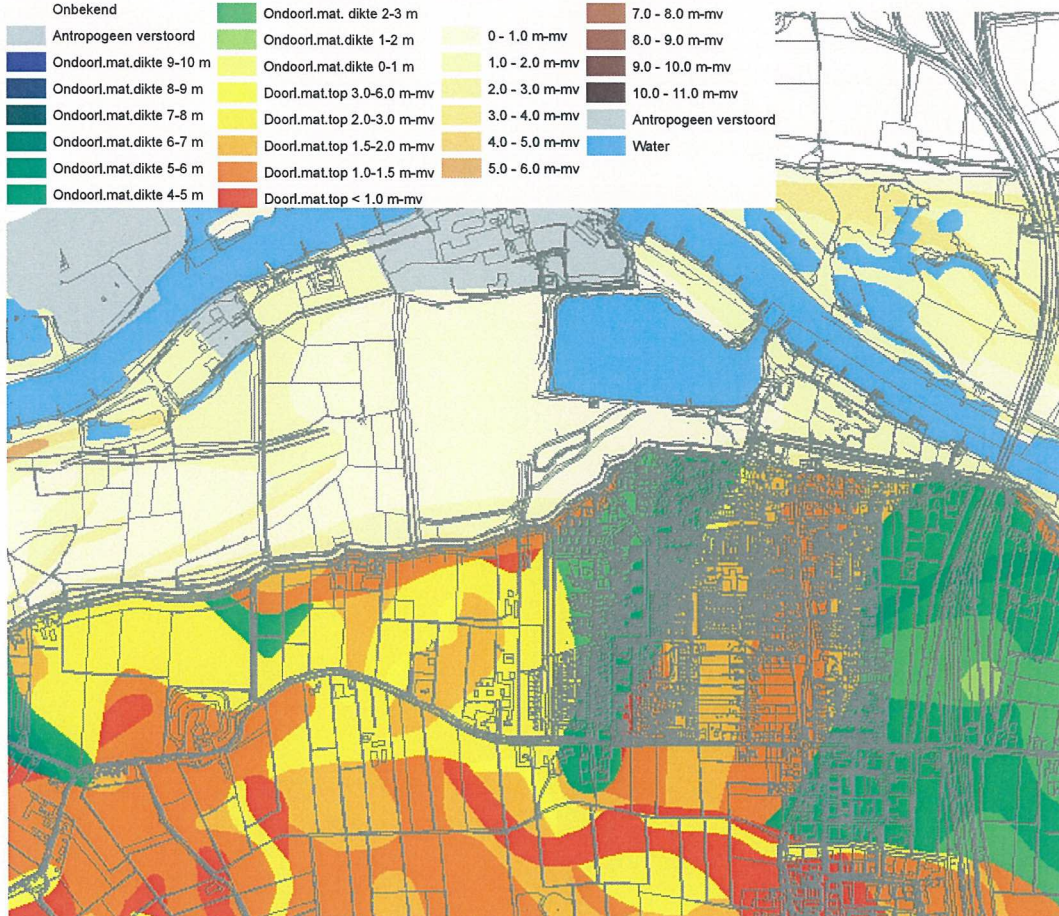 Onbekend
Antropogeen verstoord
Ondoorl.mat.dikte 9-10 m
Ondoorl.mat.dikte 8-9 m
Ondoorl.mat.dikte 7-8 m
Ondoorl.mat.dikte 6-7 m
Ondoorl.mat.dikte 5-6 m
Ondoorl.mat.dikte 4-5 m
Ondoorl.mat. dikte 2-3 m
Ondoorl.mat.dikte 1-2 m
Ondoorl.mat.dikte 0-1 m
Doorl.mat.top 3.0-6.0 m-mv
Doorl.mat.top 2.0-3.0 m-mv
Doorl.mat.top 1.5-2.0 m-mv
Doorl.mat.top 1.0-1.5 m-mv
Doorl.mat.top < 1.0 m-mv
0 - 1.0 m-mv
1.0 - 2.0 m-mv
2.0 - 3.0 m-mv
3.0 - 4.0 m-mv
4.0 - 5.0 m-mv
5.0 - 6.0 m-mv
7.0 - 8.0 m-mv
8.0 - 9.0 m-mv
9.0 - 10.0 m-mv
10.0 - 11.0 m-mv
Antropogeen verstoord
Water